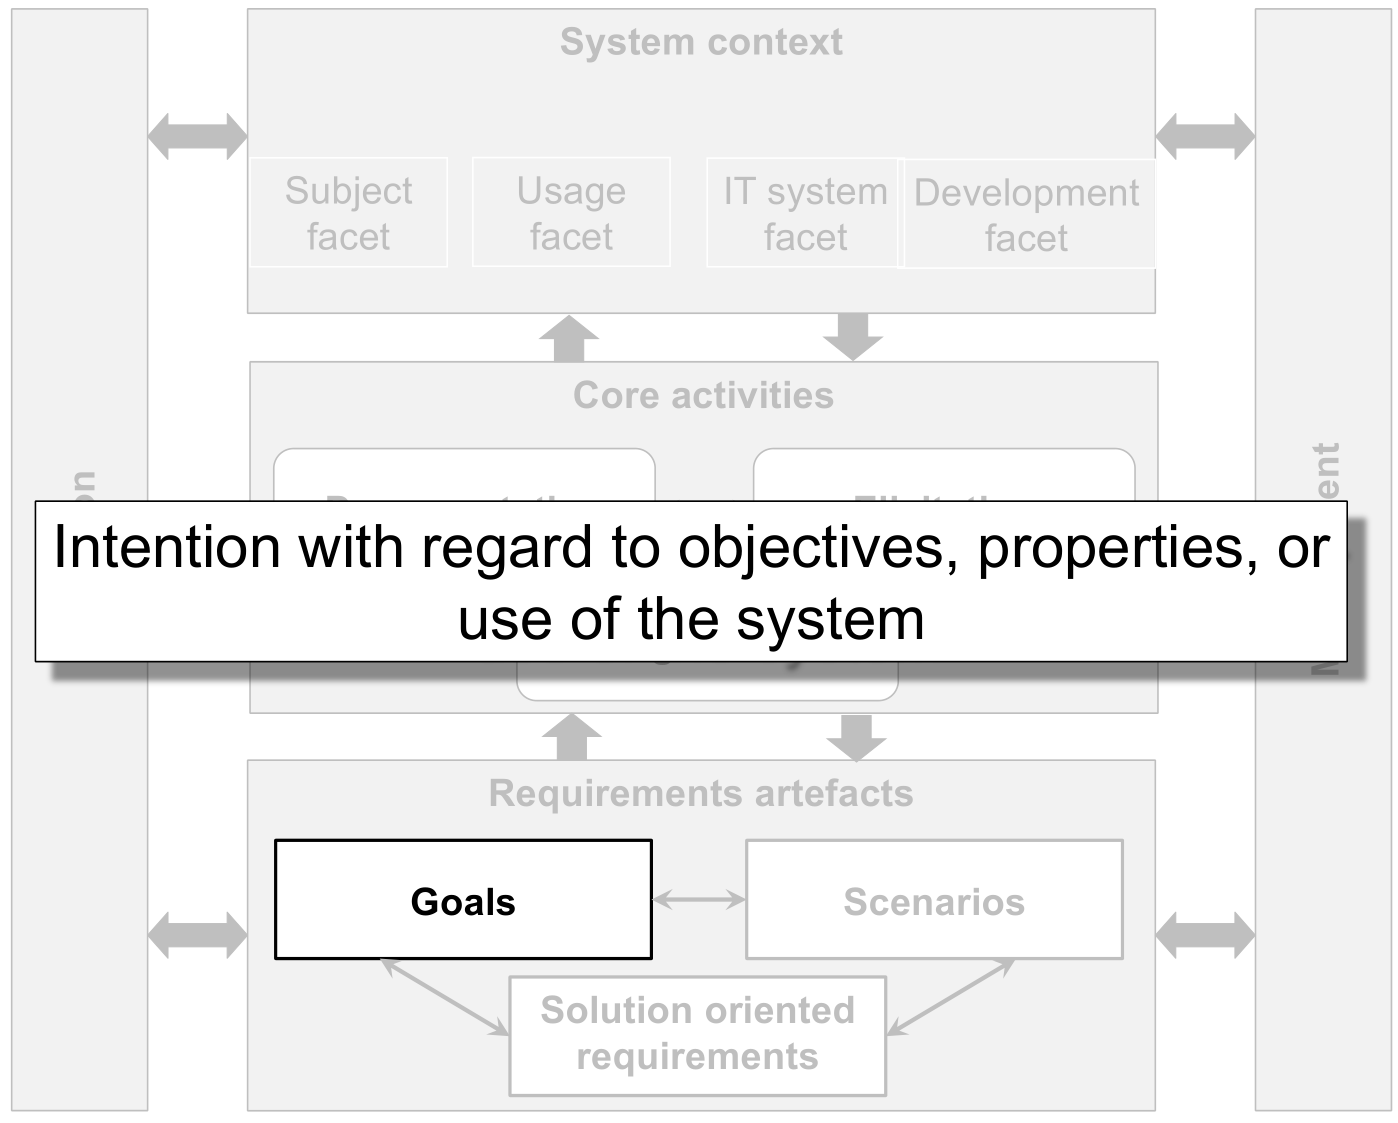 System context
Subject
facet
Usage
facet
IT system
facet
Development
facet
Core activities
Intention with regard to objectives, properties, or
use of the system
Requirements artefacts
Goals
Scenarios
Solution oriented
requirements